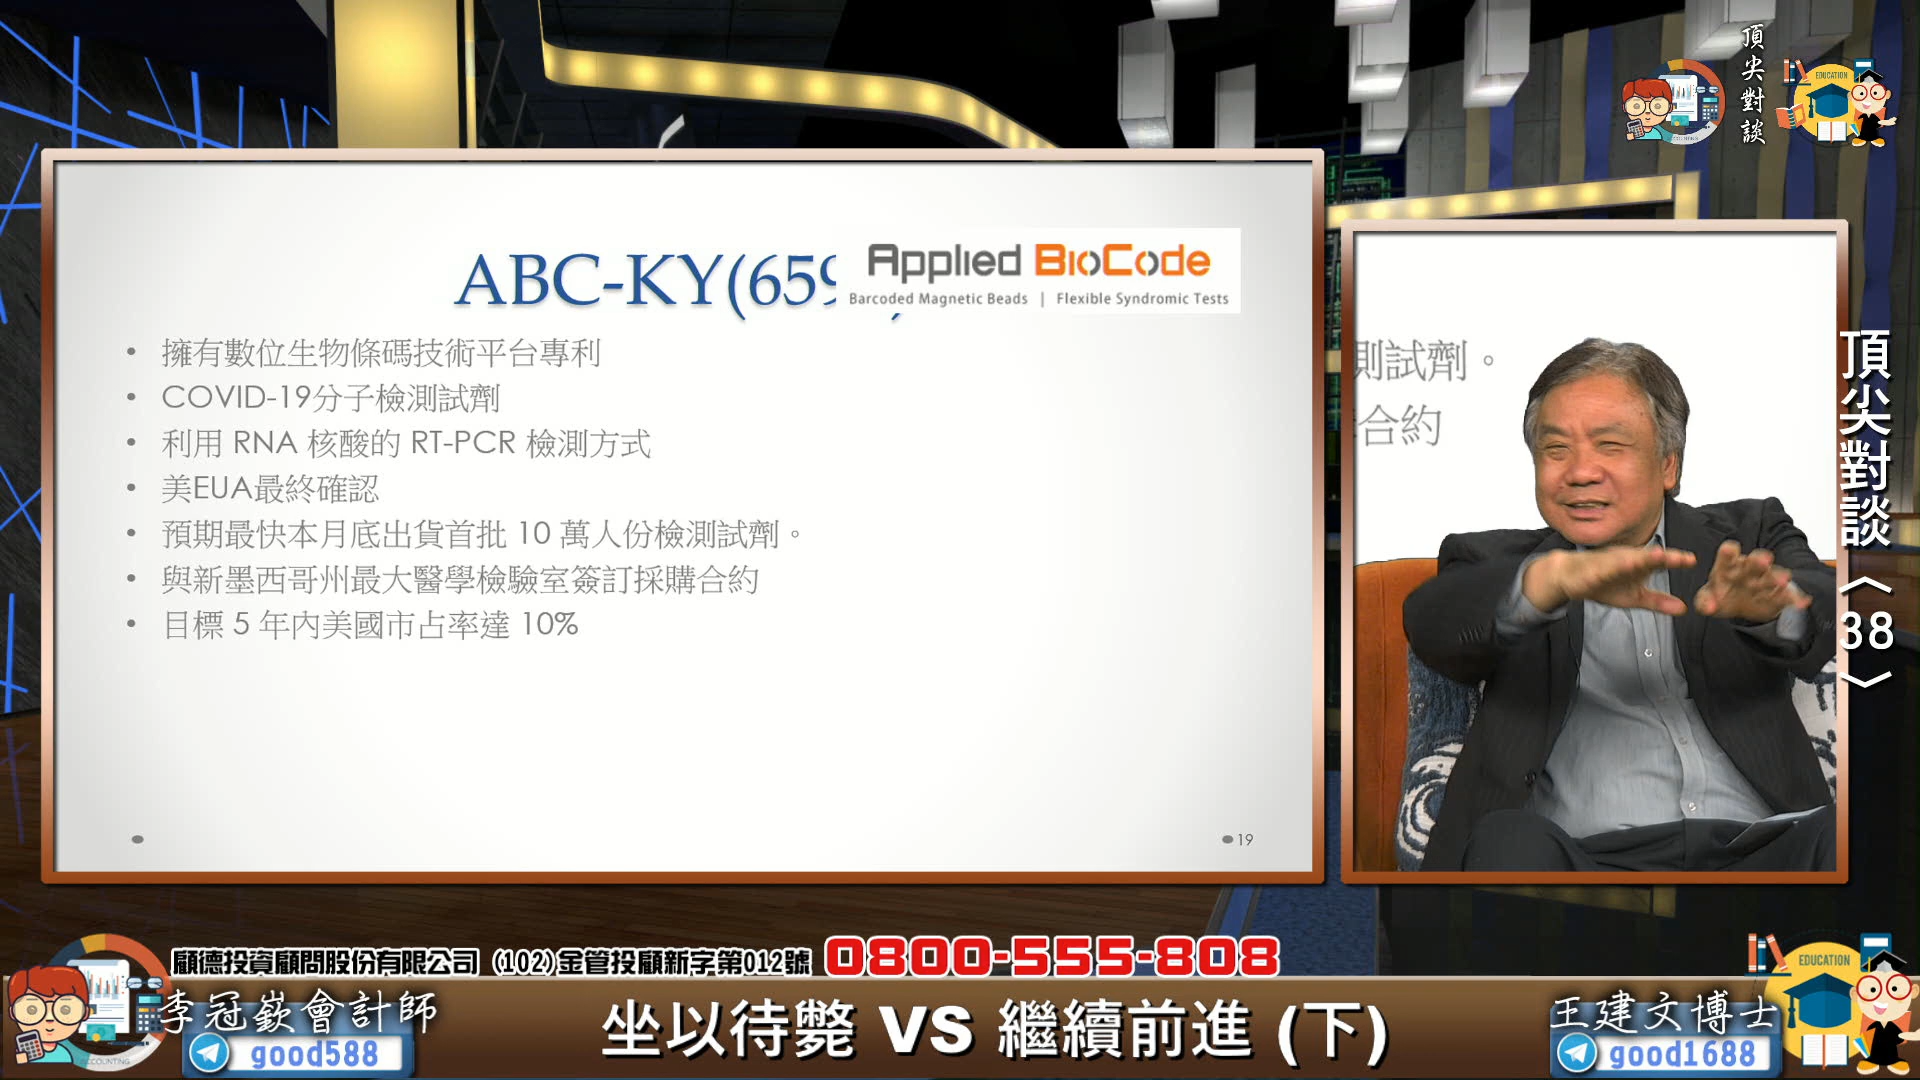 頂尖對談
EDUCATION
ABC-KY(659
Applied BioCode
Barcoded Magnetic Beads | Flexible Syndromic Tests
• 擁有數位生物條碼技術平台專利
• COVID-19分子檢測試劑
• 利用 RNA 核酸的 RT-PCR 檢測方式
• 美EUA最終確認
• 預期最快本月底出貨首批 10 萬人份檢測試劑。
• 與新墨西哥州最大醫學檢驗室簽訂採購合約
• 目標 5 年內美國市占率達 10%
19
測試劑。
合約
頂尖對談〈38〉
顧德投資顧問股份有限公司 (102)金管投顧新字第012號 0800-555-808
李冠嶔會計師
good588
ACCOUNTING
坐以待斃 VS 繼續前進 (下)
王建文博士
good1688
EDUCATION